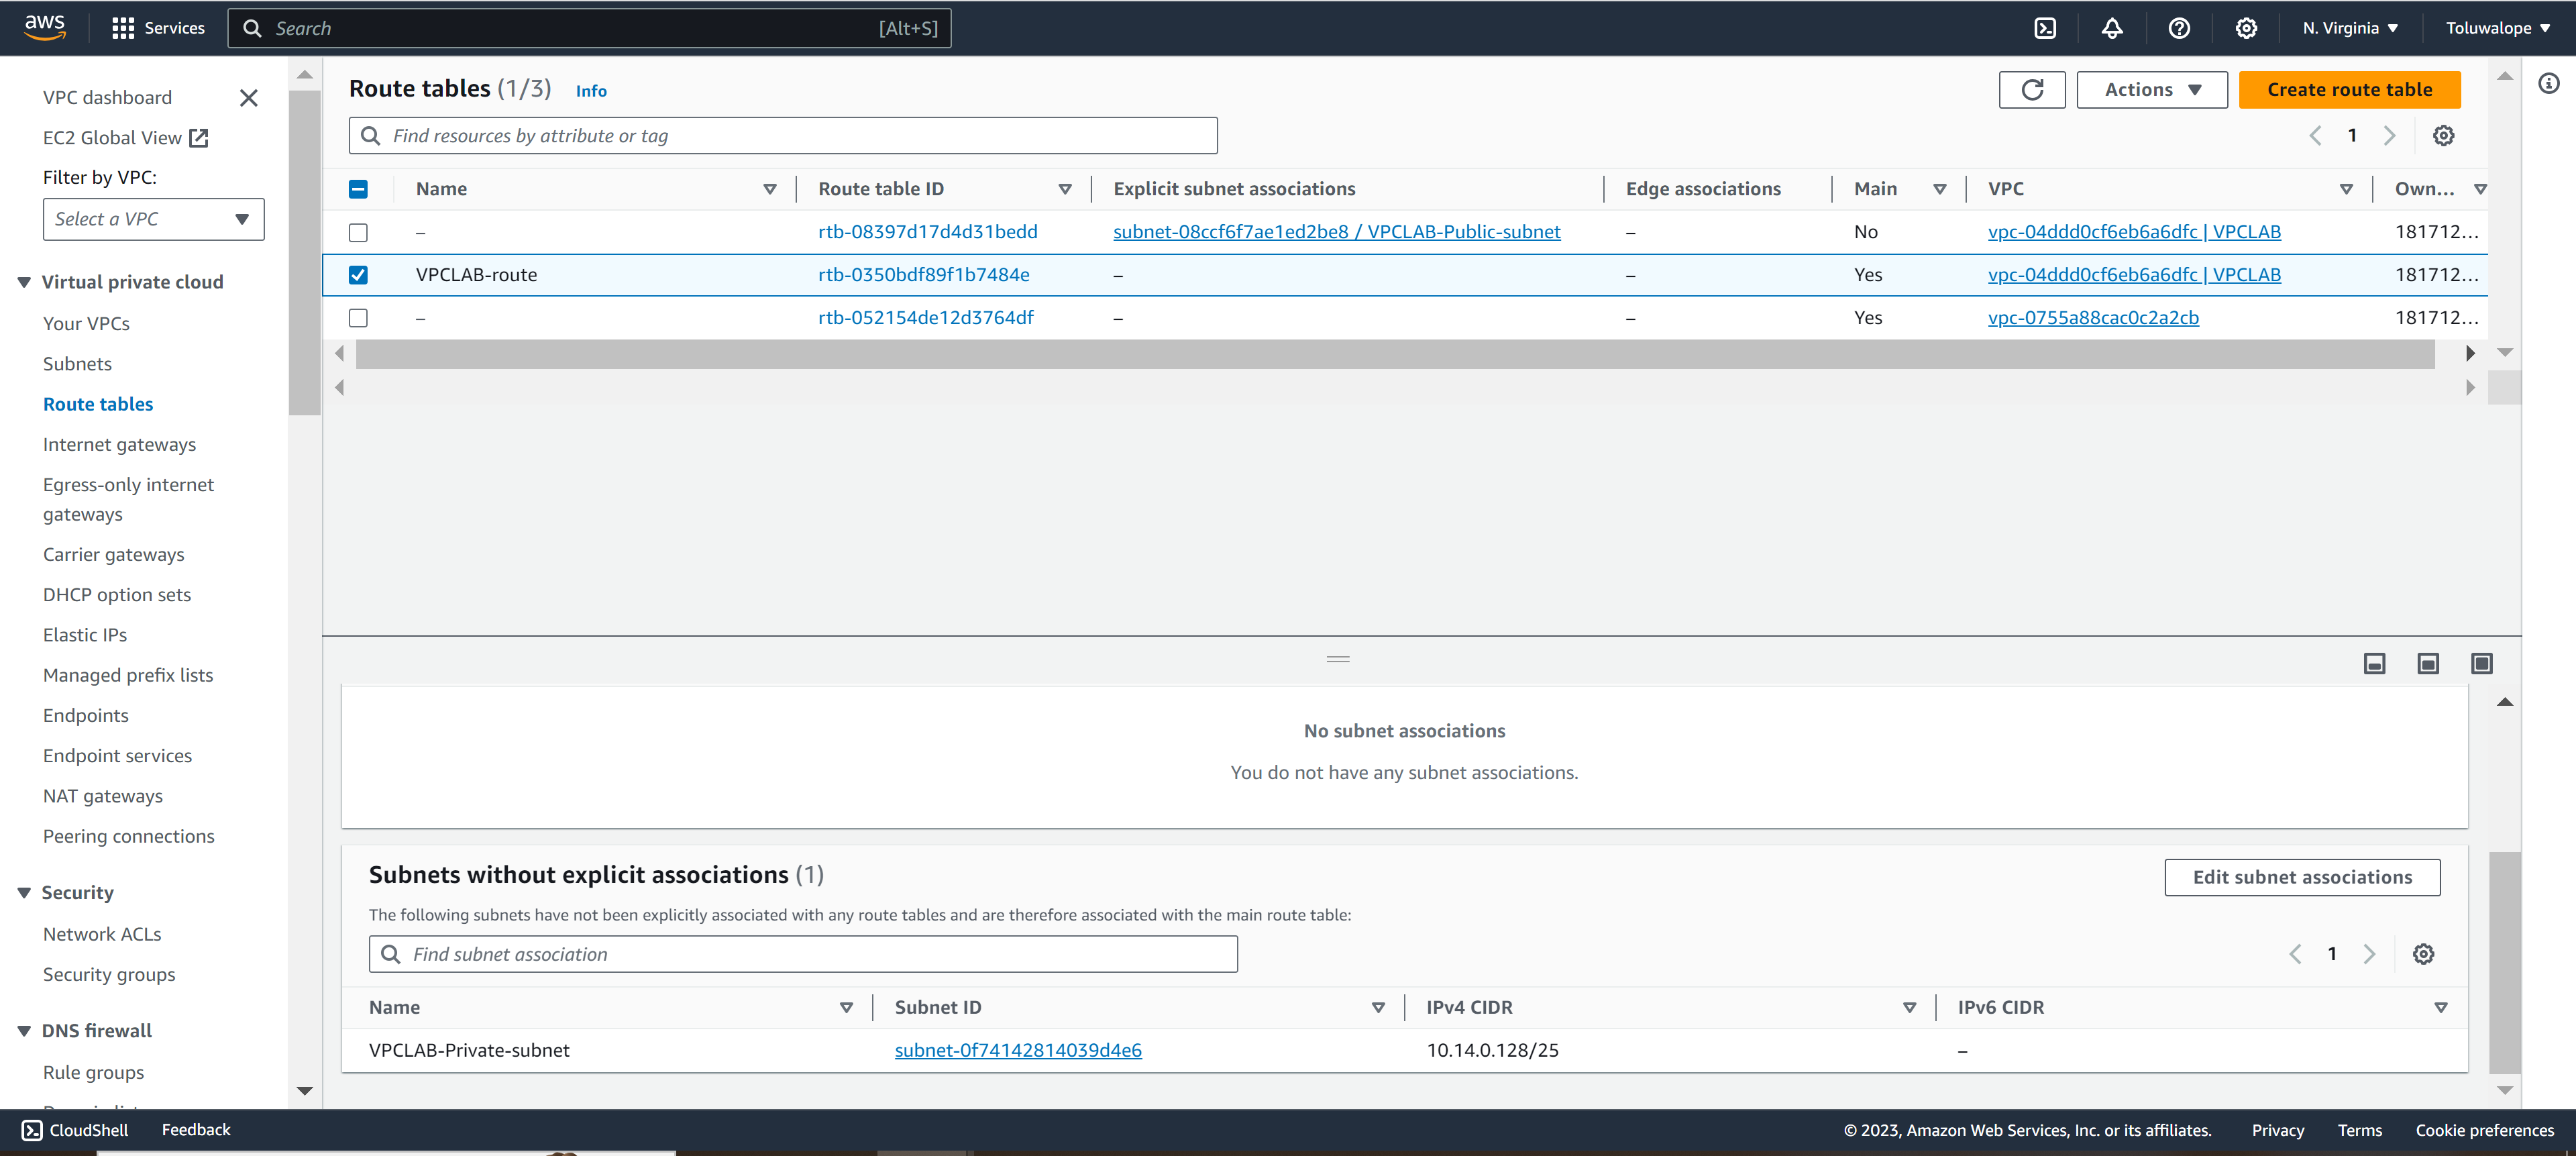 aws
Services
Search
[Alt+S]
N. Virginia
Toluwalope
VPC dashboard
EC2 Global View
Filter by VPC:
Select a VPC
Virtual private cloud
Your VPCs
Subnets
Route tables
Internet gateways
Egress-only internet
gateways
Carrier gateways
DHCP option sets
Elastic IPs
Managed prefix lists
Endpoints
Endpoint services
NAT gateways
Peering connections
Security
Network ACLs
Security groups
DNS firewall
Rule groups
Route tables (1/3) Info
Actions
Create route table
Find resources by attribute or tag
1
Name Route table ID Explicit subnet associations Edge associations Main VPC Own...
– rtb-08397d17d4d31bedd subnet-08ccf6f7ae1ed2be8 / VPCLAB-Public-subnet – No vpc-04ddd0cf6eb6a6dfc | VPCLAB 181712...
VPCLAB-route rtb-0350bdf89f1b7484e – – Yes vpc-04ddd0cf6eb6a6dfc | VPCLAB 181712...
– rtb-052154de12d3764df – – Yes vpc-0755a88cac0c2a2cb 181712...
No subnet associations
You do not have any subnet associations.
Subnets without explicit associations (1)
Edit subnet associations
The following subnets have not been explicitly associated with any route tables and are therefore associated with the main route table:
Find subnet association
1
Name Subnet ID IPv4 CIDR IPv6 CIDR
VPCLAB-Private-subnet subnet-0f74142814039d4e6 10.14.0.128/25 –
CloudShell Feedback © 2023, Amazon Web Services, Inc. or its affiliates. Privacy Terms Cookie preferences